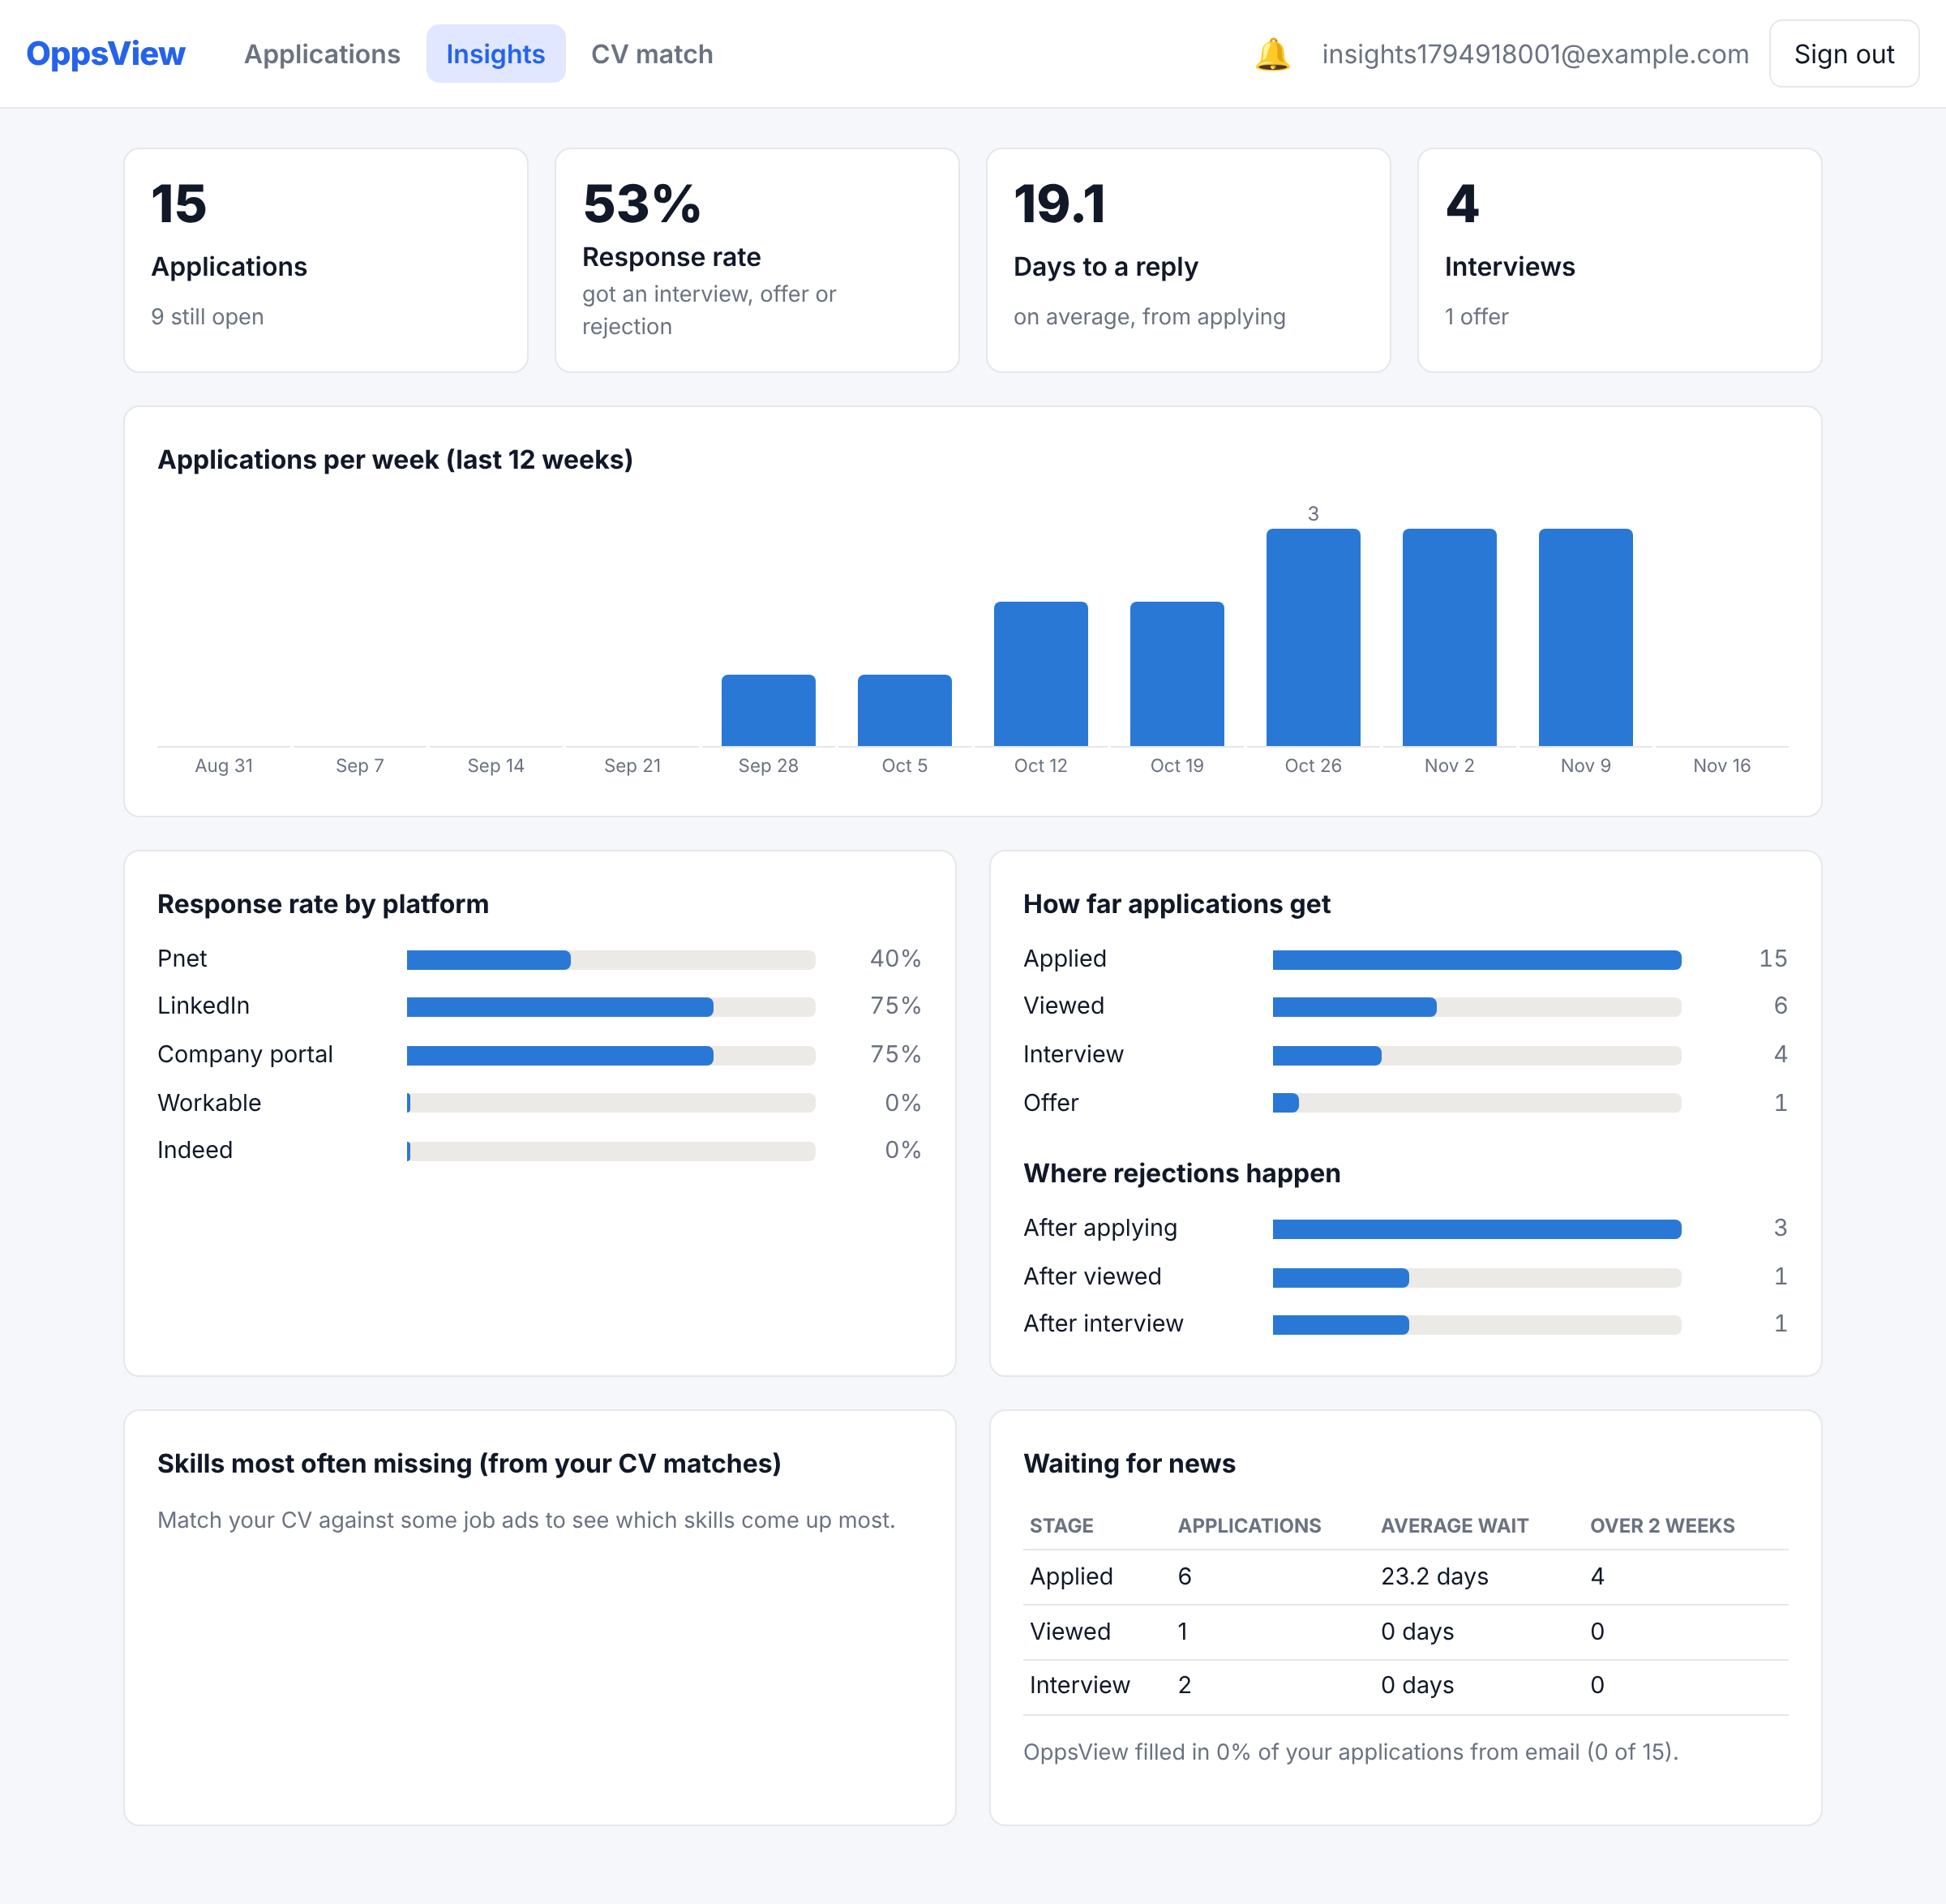 OppsView Applications Insights CV match 🔔 insights1794918001@example.com Sign out
15
Applications
9 still open
53%
Response rate
got an interview, offer or
rejection
19.1
Days to a reply
on average, from applying
4
Interviews
1 offer
Applications per week (last 12 weeks)
3
Aug 31 Sep 7 Sep 14 Sep 21 Sep 28 Oct 5 Oct 12 Oct 19 Oct 26 Nov 2 Nov 9 Nov 16
Response rate by platform
Pnet 40%
LinkedIn 75%
Company portal 75%
Workable 0%
Indeed 0%
How far applications get
Applied 15
Viewed 6
Interview 4
Offer 1
Where rejections happen
After applying 3
After viewed 1
After interview 1
Skills most often missing (from your CV matches)
Match your CV against some job ads to see which skills come up most.
Waiting for news
STAGE APPLICATIONS AVERAGE WAIT OVER 2 WEEKS
Applied 6 23.2 days 4
Viewed 1 0 days 0
Interview 2 0 days 0
OppsView filled in 0% of your applications from email (0 of 15).